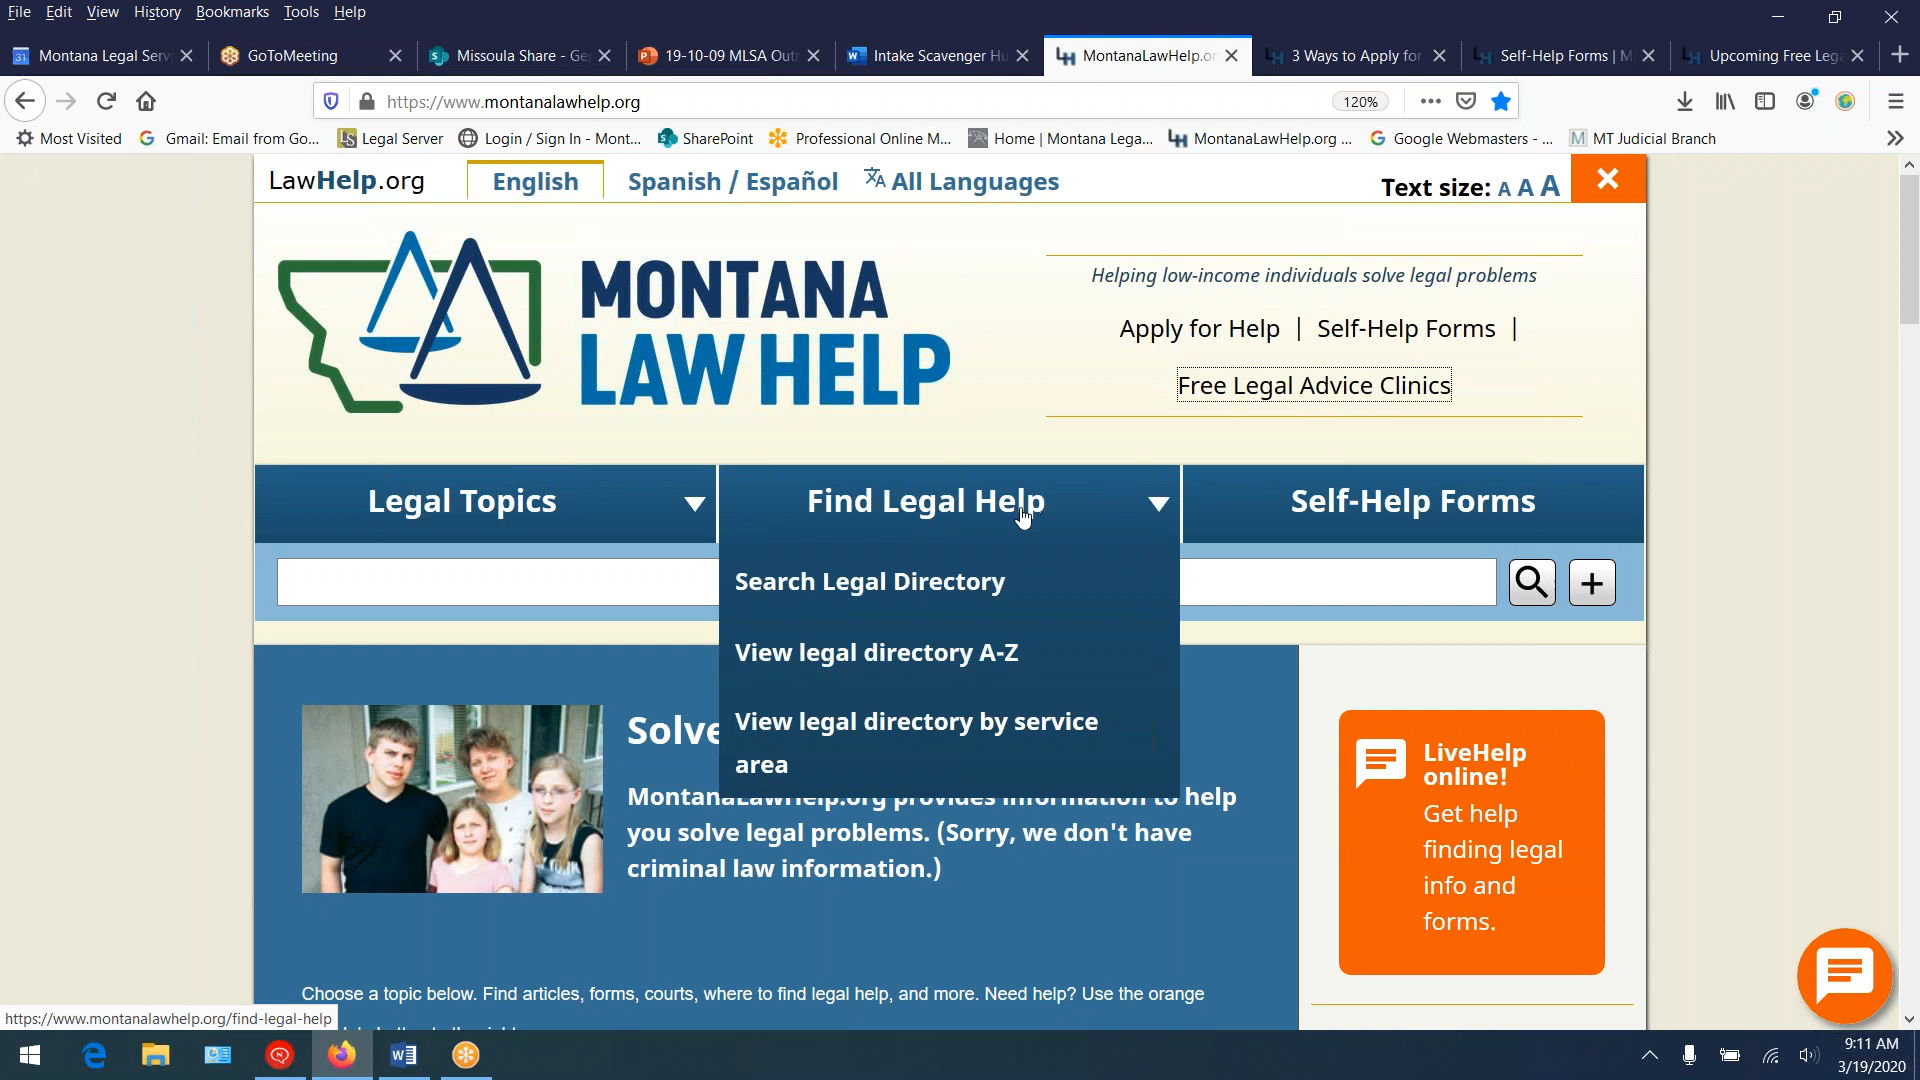 File Edit View History Bookmarks Tools Help
Montana Legal Serv
GoToMeeting
Missoula Share - Ge
19-10-09 MLSA Out
Intake Scavenger Hu
MontanaLawHelp.or
3 Ways to Apply for
Self-Help Forms | M
Upcoming Free Lega
https://www.montanalawhelp.org
120%
Most Visited
Gmail: Email from Go...
Legal Server
Login / Sign In - Mont...
SharePoint
Professional Online M...
Home | Montana Lega...
MontanaLawHelp.org ...
Google Webmasters - ...
MT Judicial Branch
LawHelp.org
English
Spanish / Español
All Languages
Text size: A A A
MONTANA
LAW HELP
Helping low-income individuals solve legal problems
Apply for Help | Self-Help Forms |
Free Legal Advice Clinics
Legal Topics
Find Legal Help
Self-Help Forms
Search Legal Directory
View legal directory A-Z
View legal directory by service
area
Solve
MontanaLawHelp.org provides information to help
you solve legal problems. (Sorry, we don't have
criminal law information.)
LiveHelp
online!
Get help
finding legal
info and
forms.
Choose a topic below. Find articles, forms, courts, where to find legal help, and more. Need help? Use the orange
https://www.montanalawhelp.org/find-legal-help
9:11 AM
3/19/2020